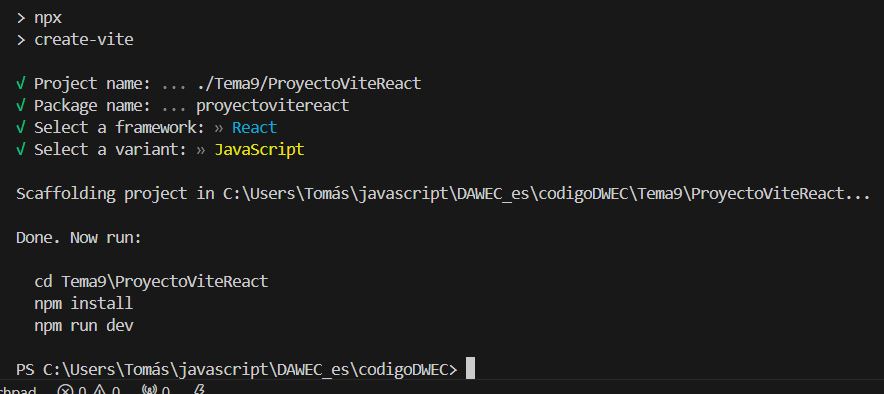 > npx
> create-vite
√ Project name: ... ./Tema9/ProyectoViteReact
√ Package name: ... proyectovitereact
√ Select a framework: » React
√ Select a variant: » JavaScript
Scaffolding project in C:\Users\Tomás\javascript\DAWEC_es\codigoDWEC\Tema9\ProyectoViteReact...
Done. Now run:
cd Tema9\ProyectoViteReact
npm install
npm run dev
PS C:\Users\Tomás\javascript\DAWEC_es\codigoDWEC>
chpad 0 0 0